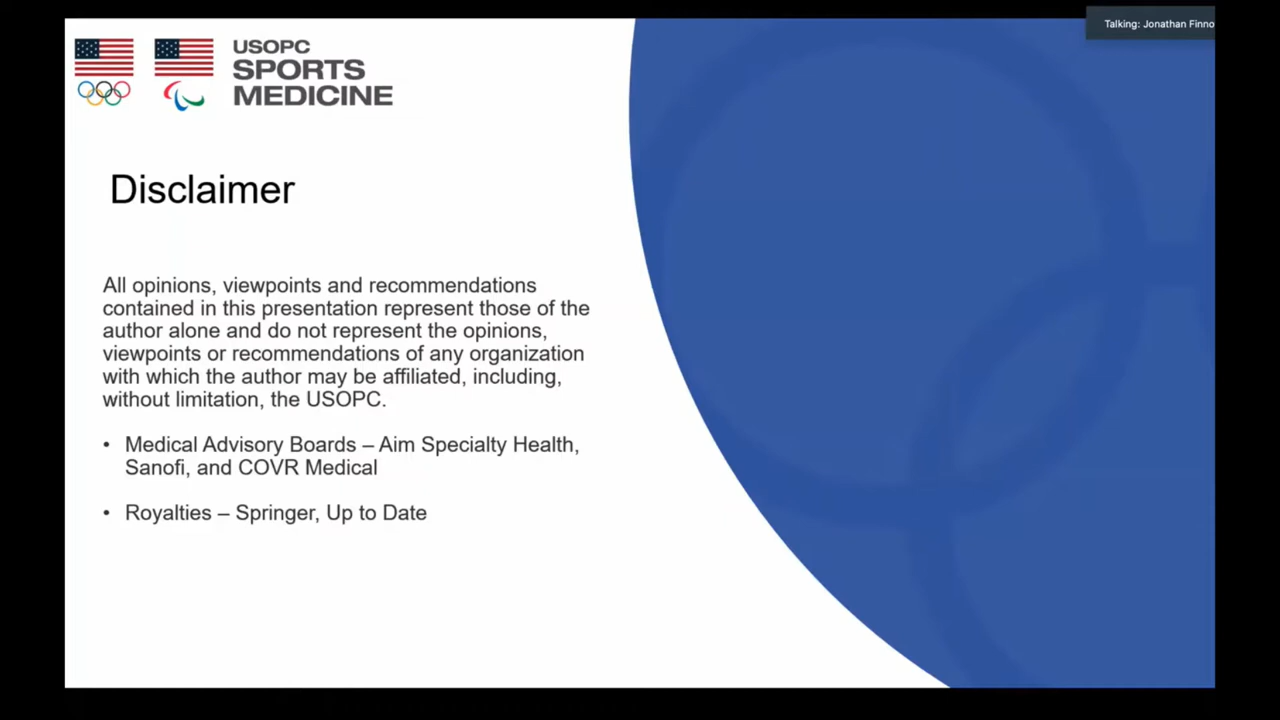 Talking: Jonathan Finno
USOPC
SPORTS
MEDICINE
Disclaimer
All opinions, viewpoints and recommendations
contained in this presentation represent those of the
author alone and do not represent the opinions,
viewpoints or recommendations of any organization
with which the author may be affiliated, including,
without limitation, the USOPC.
• Medical Advisory Boards – Aim Specialty Health,
Sanofi, and COVR Medical
• Royalties – Springer, Up to Date